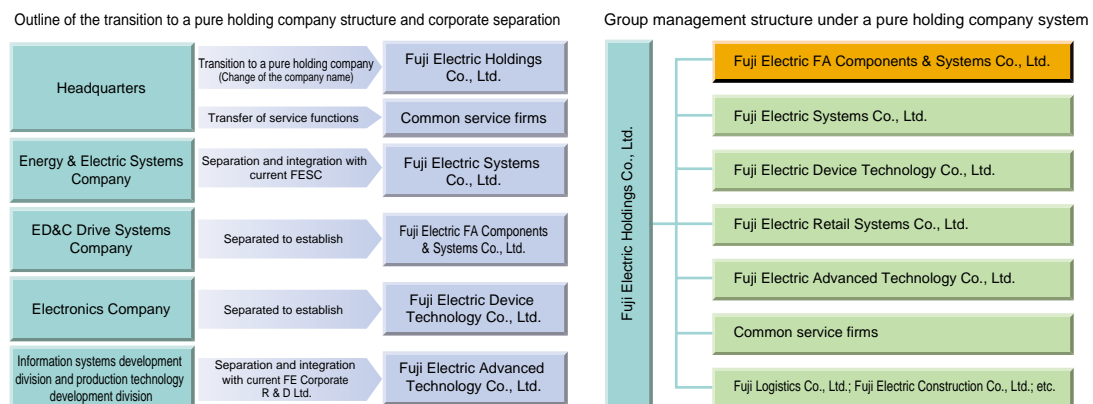 Outline of the transition to a pure holding company structure and corporate separation
Headquarters
Transition to a pure holding company
(Change of the company name)
Fuji Electric Holdings
Co., Ltd.
Transfer of service functions
Common service firms
Energy & Electric Systems
Company
Separation and integration with
current FESC
Fuji Electric Systems
Co., Ltd.
ED&C Drive Systems
Company
Separated to establish
Fuji Electric FA Components
& Systems Co., Ltd.
Electronics Company
Separated to establish
Fuji Electric Device
Technology Co., Ltd.
Information systems development
division and production technology
development division
Separation and integration
with current FE Corporate
R & D Ltd.
Fuji Electric Advanced
Technology Co., Ltd.
Group management structure under a pure holding company system
Fuji Electric Holdings Co., Ltd.
Fuji Electric FA Components & Systems Co., Ltd.
Fuji Electric Systems Co., Ltd.
Fuji Electric Device Technology Co., Ltd.
Fuji Electric Retail Systems Co., Ltd.
Fuji Electric Advanced Technology Co., Ltd.
Common service firms
Fuji Logistics Co., Ltd.; Fuji Electric Construction Co., Ltd.; etc.